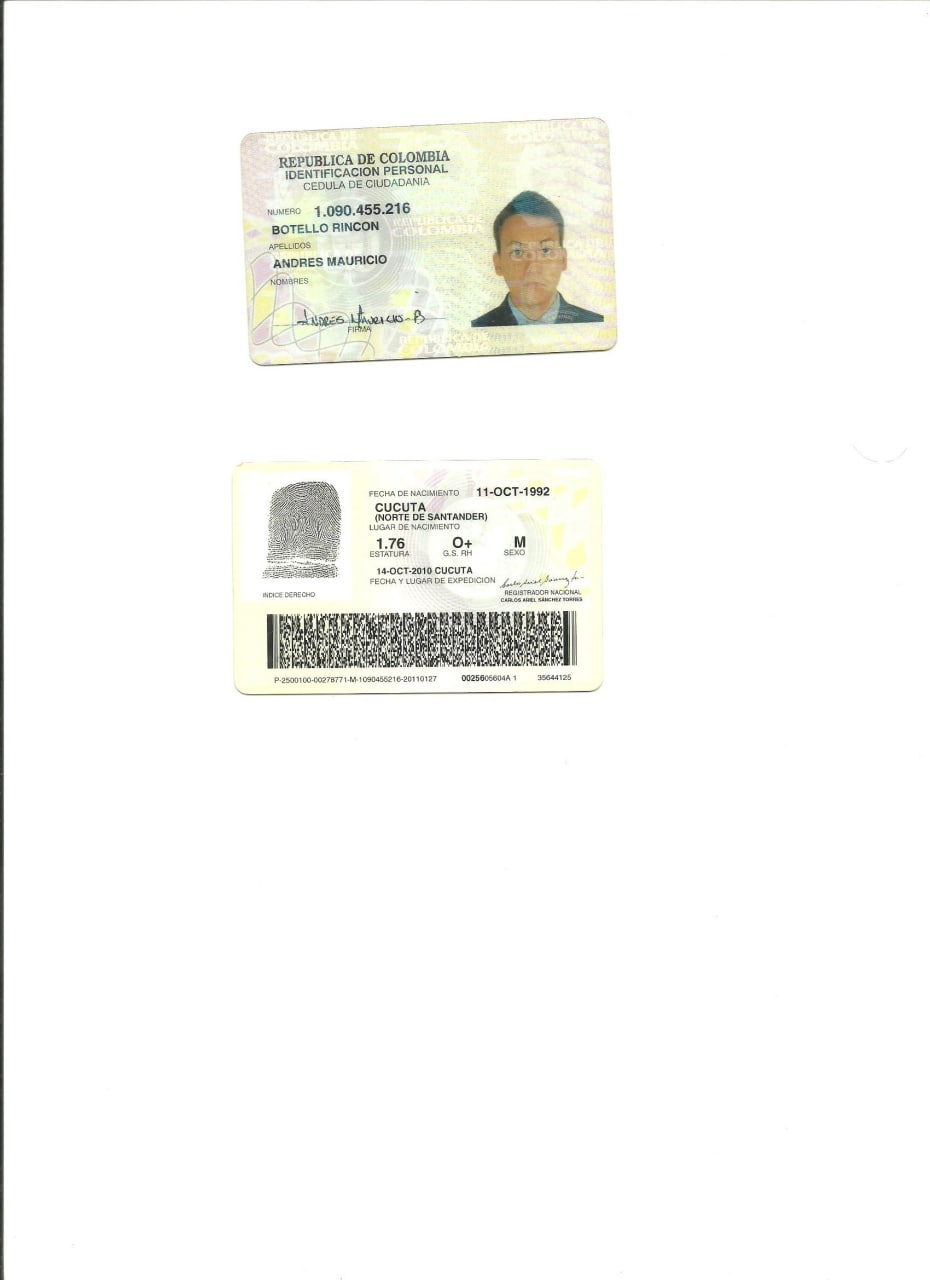 REPUBLICA DE COLOMBIA
IDENTIFICACION PERSONAL
CEDULA DE CIUDADANIA
NUMERO 1.090.455.216
BOTELLO RINCON
APELLIDOS
ANDRES MAURICIO
NOMBRES
ANDRES MAURICIO B
FIRMA
REPUBLICA DE COLOMBIA
FECHA DE NACIMIENTO 11-OCT-1992
CUCUTA
(NORTE DE SANTANDER)
LUGAR DE NACIMIENTO
1.76 O+ M
ESTATURA G.S. RH SEXO
14-OCT-2010 CUCUTA
FECHA Y LUGAR DE EXPEDICION
INDICE DERECHO
REGISTRADOR NACIONAL
CARLOS ARIEL SÁNCHEZ TORRES
P-2500100-00278771-M-1090455216-20110127 0025605604A 1 35644125